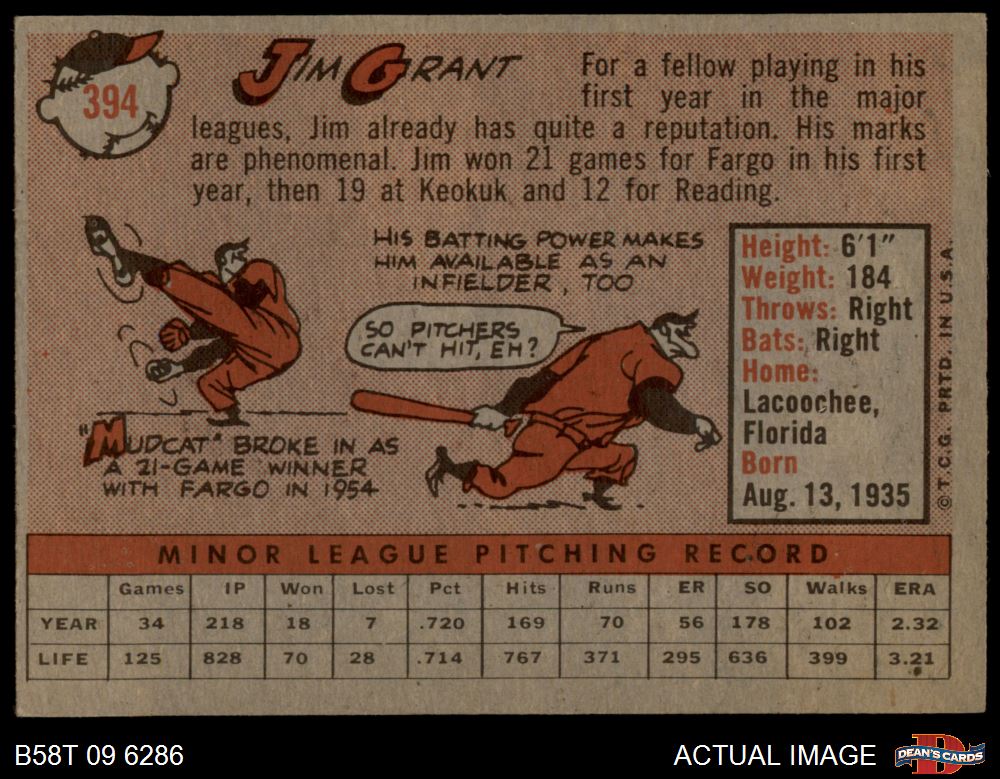 394
JIM GRANT
For a fellow playing in his
first year in the major
leagues, Jim already has quite a reputation. His marks
are phenomenal. Jim won 21 games for Fargo in his first
year, then 19 at Keokuk and 12 for Reading.
HIS BATTING POWER MAKES
HIM AVAILABLE AS AN
INFIELDER, TOO
SO PITCHERS
CAN'T HIT, EH?
"MUDCAT" BROKE IN AS
A 21-GAME WINNER
WITH FARGO IN 1954
Height: 6'1"
Weight: 184
Throws: Right
Bats: Right
Home:
Lacoochee,
Florida
Born
Aug. 13, 1935
© T.C.G. PRTD. IN U.S.A.
MINOR LEAGUE PITCHING RECORD
Games IP Won Lost Pct Hits Runs ER SO Walks ERA
YEAR 34 218 18 7 .720 169 70 56 178 102 2.32
LIFE 125 828 70 28 .714 767 371 295 636 399 3.21
B58T 09 6286 ACTUAL IMAGE DEAN'S CARDS